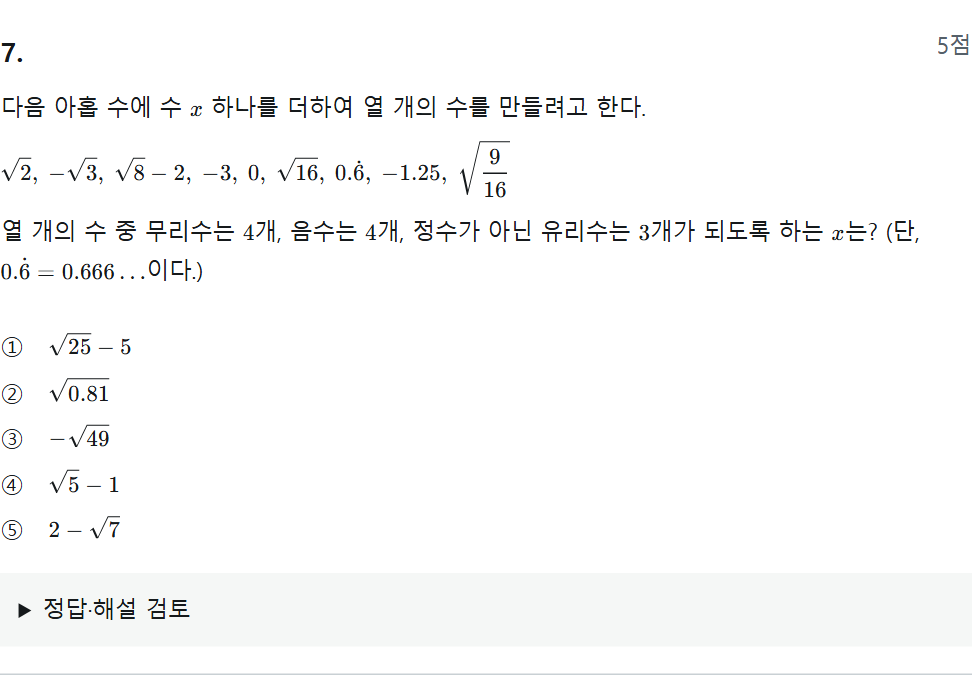 7.
5점
다음 아홉 수에 수 x 하나를 더하여 열 개의 수를 만들려고 한다.
√2, −√3, √8 − 2, −3, 0, √16, 0.6̇, −1.25, √(9/16)
열 개의 수 중 무리수는 4개, 음수는 4개, 정수가 아닌 유리수는 3개가 되도록 하는 x는? (단,
0.6̇ = 0.666…이다.)
① √25 − 5
② √0.81
③ −√49
④ √5 − 1
⑤ 2 − √7
▶ 정답·해설 검토